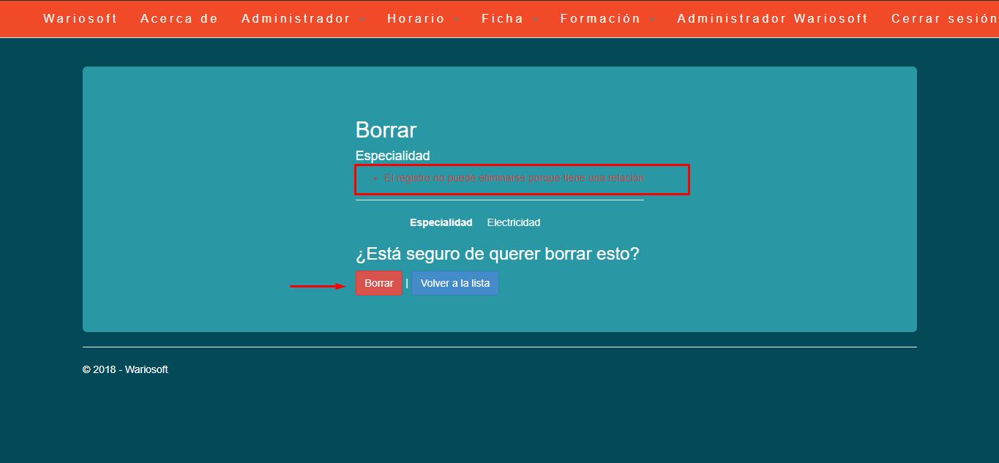 Wariosoft Acerca de Administrador Horario Ficha Formación Administrador Wariosoft Cerrar sesión
Borrar
Especialidad
El registro no puede eliminarse porque tiene una relación
Especialidad Electricidad
¿Está seguro de querer borrar esto?
Borrar | Volver a la lista
© 2018 - Wariosoft